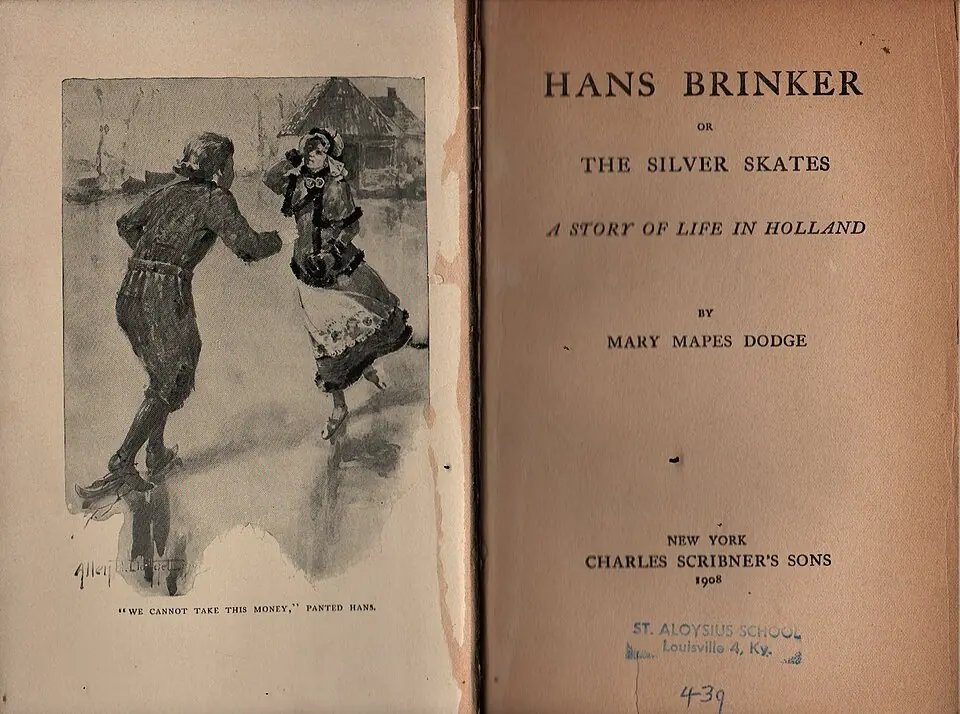 "WE CANNOT TAKE THIS MONEY," PANTED HANS.
HANS BRINKER
OR
THE SILVER SKATES
A STORY OF LIFE IN HOLLAND
BY
MARY MAPES DODGE
NEW YORK
CHARLES SCRIBNER'S SONS
1908
ST. ALOYSIUS SCHOOL
Louisville 4, Ky.
439